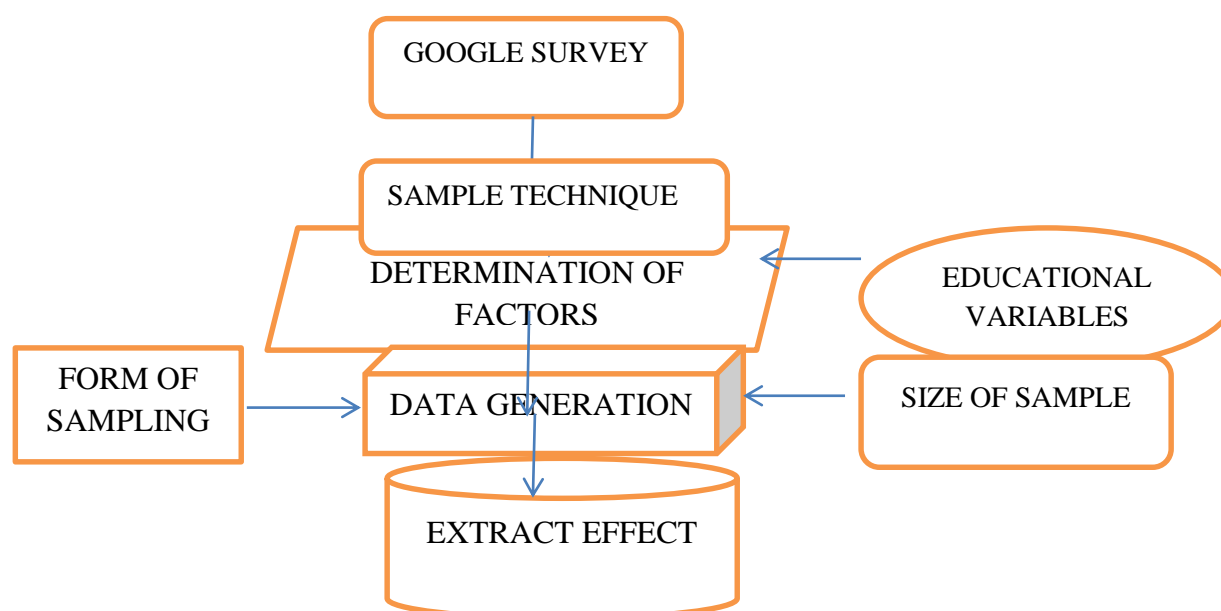 GOOGLE SURVEY
SAMPLE TECHNIQUE
DETERMINATION OF
FACTORS
EDUCATIONAL
VARIABLES
FORM OF
SAMPLING
DATA GENERATION
SIZE OF SAMPLE
EXTRACT EFFECT